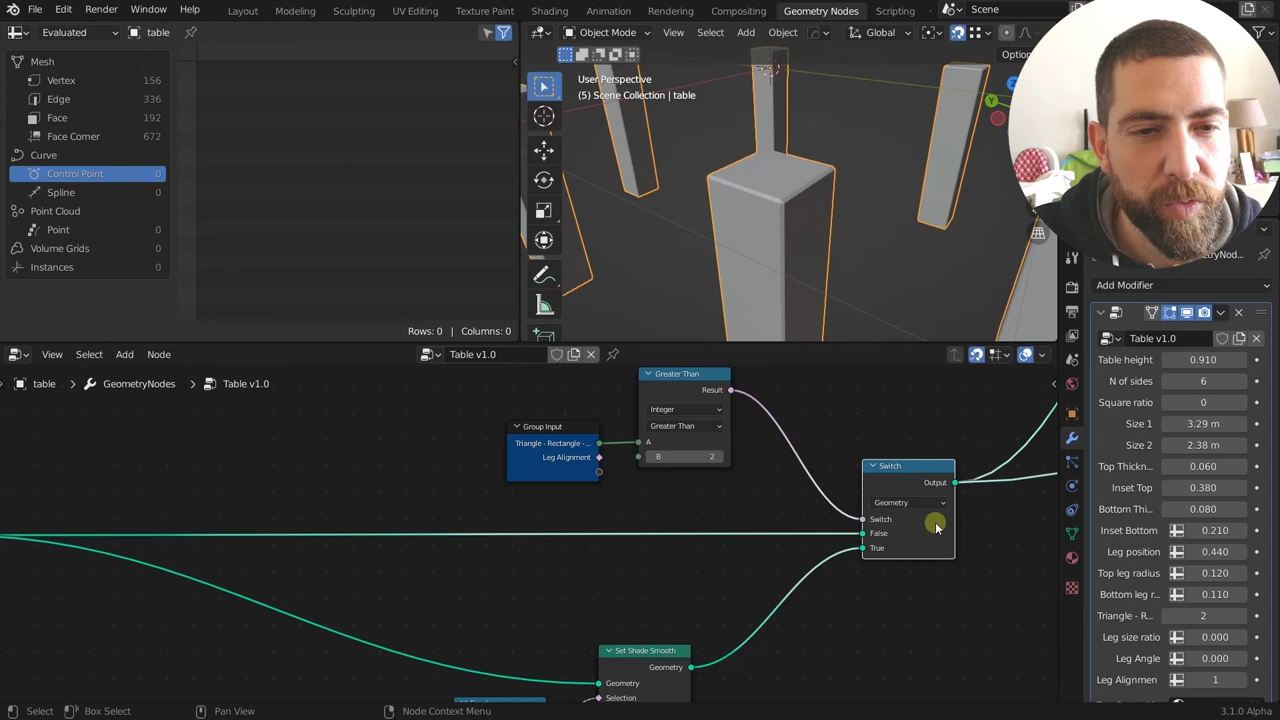 File Edit Render Window Help Layout Modeling Sculpting UV Editing Texture Paint Shading Animation Rendering Compositing Geometry Nodes Scripting Scene
Evaluated table
Object Mode View Select Add Object Global
Mesh
Vertex 156
Edge 336
Face 192
Face Corner 672
Curve
Control Point 0
Spline 0
Point Cloud
Point 0
Volume Grids
Instances 0
Rows: 0 | Columns: 0
User Perspective
(5) Scene Collection | table
Add Modifier
Table v1.0
Table height 0.910
N of sides 6
Square ratio 0
Size 1 3.29 m
Size 2 2.38 m
Top Thickn... 0.060
Inset Top 0.380
Bottom Thi... 0.080
Inset Bottom 0.210
Leg position 0.440
Top leg radius 0.120
Bottom leg r... 0.110
Triangle - R... 2
Leg size ratio 0.000
Leg Angle 0.000
Leg Alignmen 1
View Select Add Node Table v1.0
table > GeometryNodes > Table v1.0
Greater Than
Result
Integer
Greater Than
A
B 2
Group Input
Triangle - Rectangle -...
Leg Alignment
Switch
Output
Geometry
Switch
False
True
Set Shade Smooth
Geometry
Geometry
Selection
Select Box Select Pan View Node Context Menu 3.1.0 Alpha